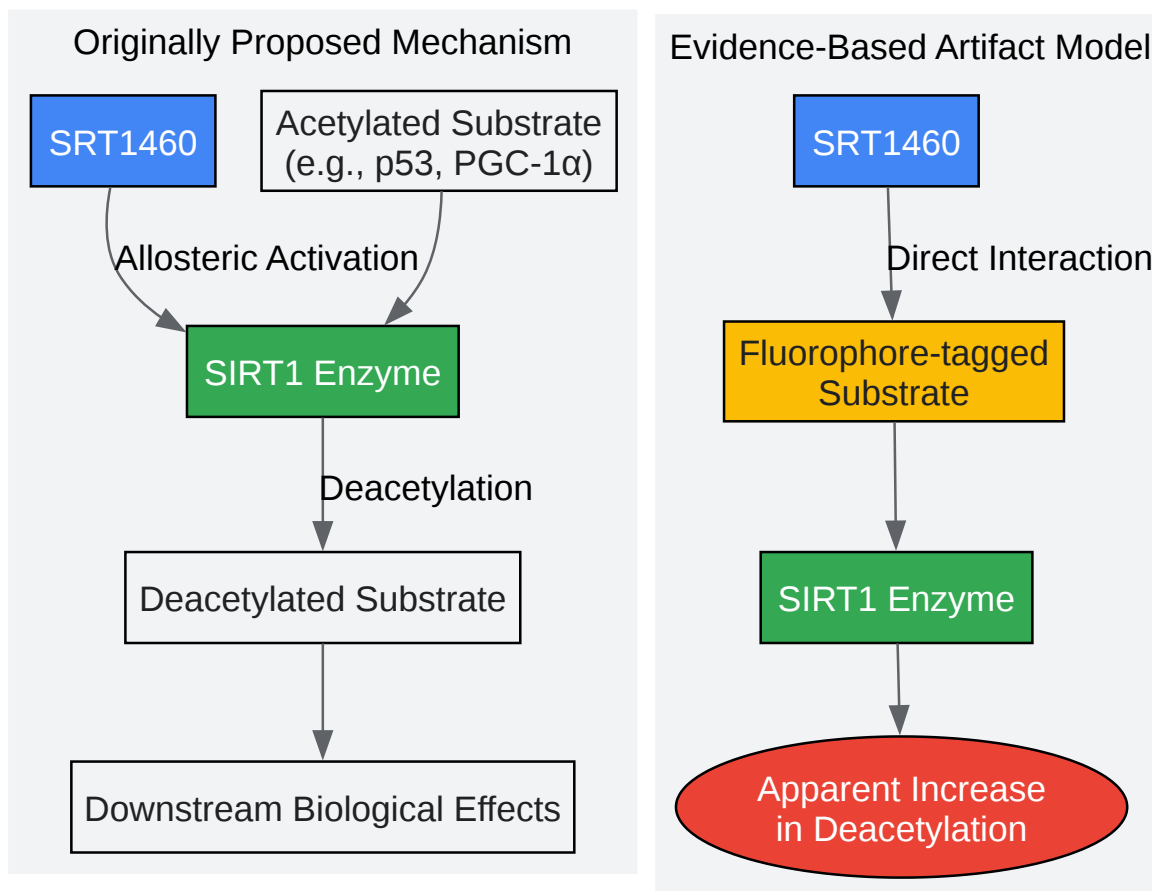 Originally Proposed Mechanism
SRT1460
Acetylated Substrate
(e.g., p53, PGC-1α)
Allosteric Activation
SIRT1 Enzyme
Deacetylation
Deacetylated Substrate
Downstream Biological Effects
Evidence-Based Artifact Model
SRT1460
Direct Interaction
Fluorophore-tagged
Substrate
SIRT1 Enzyme
Apparent Increase
in Deacetylation